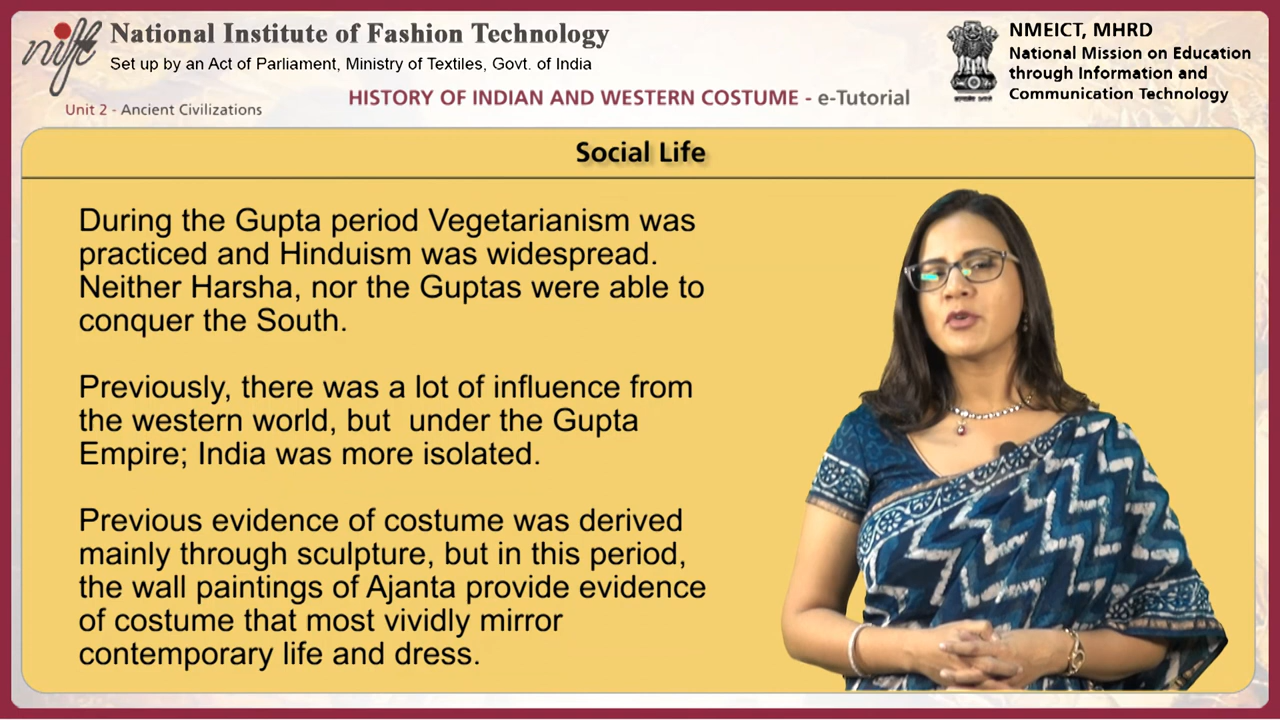 nift
National Institute of Fashion Technology
Set up by an Act of Parliament, Ministry of Textiles, Govt. of India
Unit 2 - Ancient Civilizations
HISTORY OF INDIAN AND WESTERN COSTUME - e-Tutorial
NMEICT, MHRD
National Mission on Education
through Information and
Communication Technology
Social Life
During the Gupta period Vegetarianism was
practiced and Hinduism was widespread.
Neither Harsha, nor the Guptas were able to
conquer the South.
Previously, there was a lot of influence from
the western world, but  under the Gupta
Empire; India was more isolated.
Previous evidence of costume was derived
mainly through sculpture, but in this period,
the wall paintings of Ajanta provide evidence
of costume that most vividly mirror
contemporary life and dress.